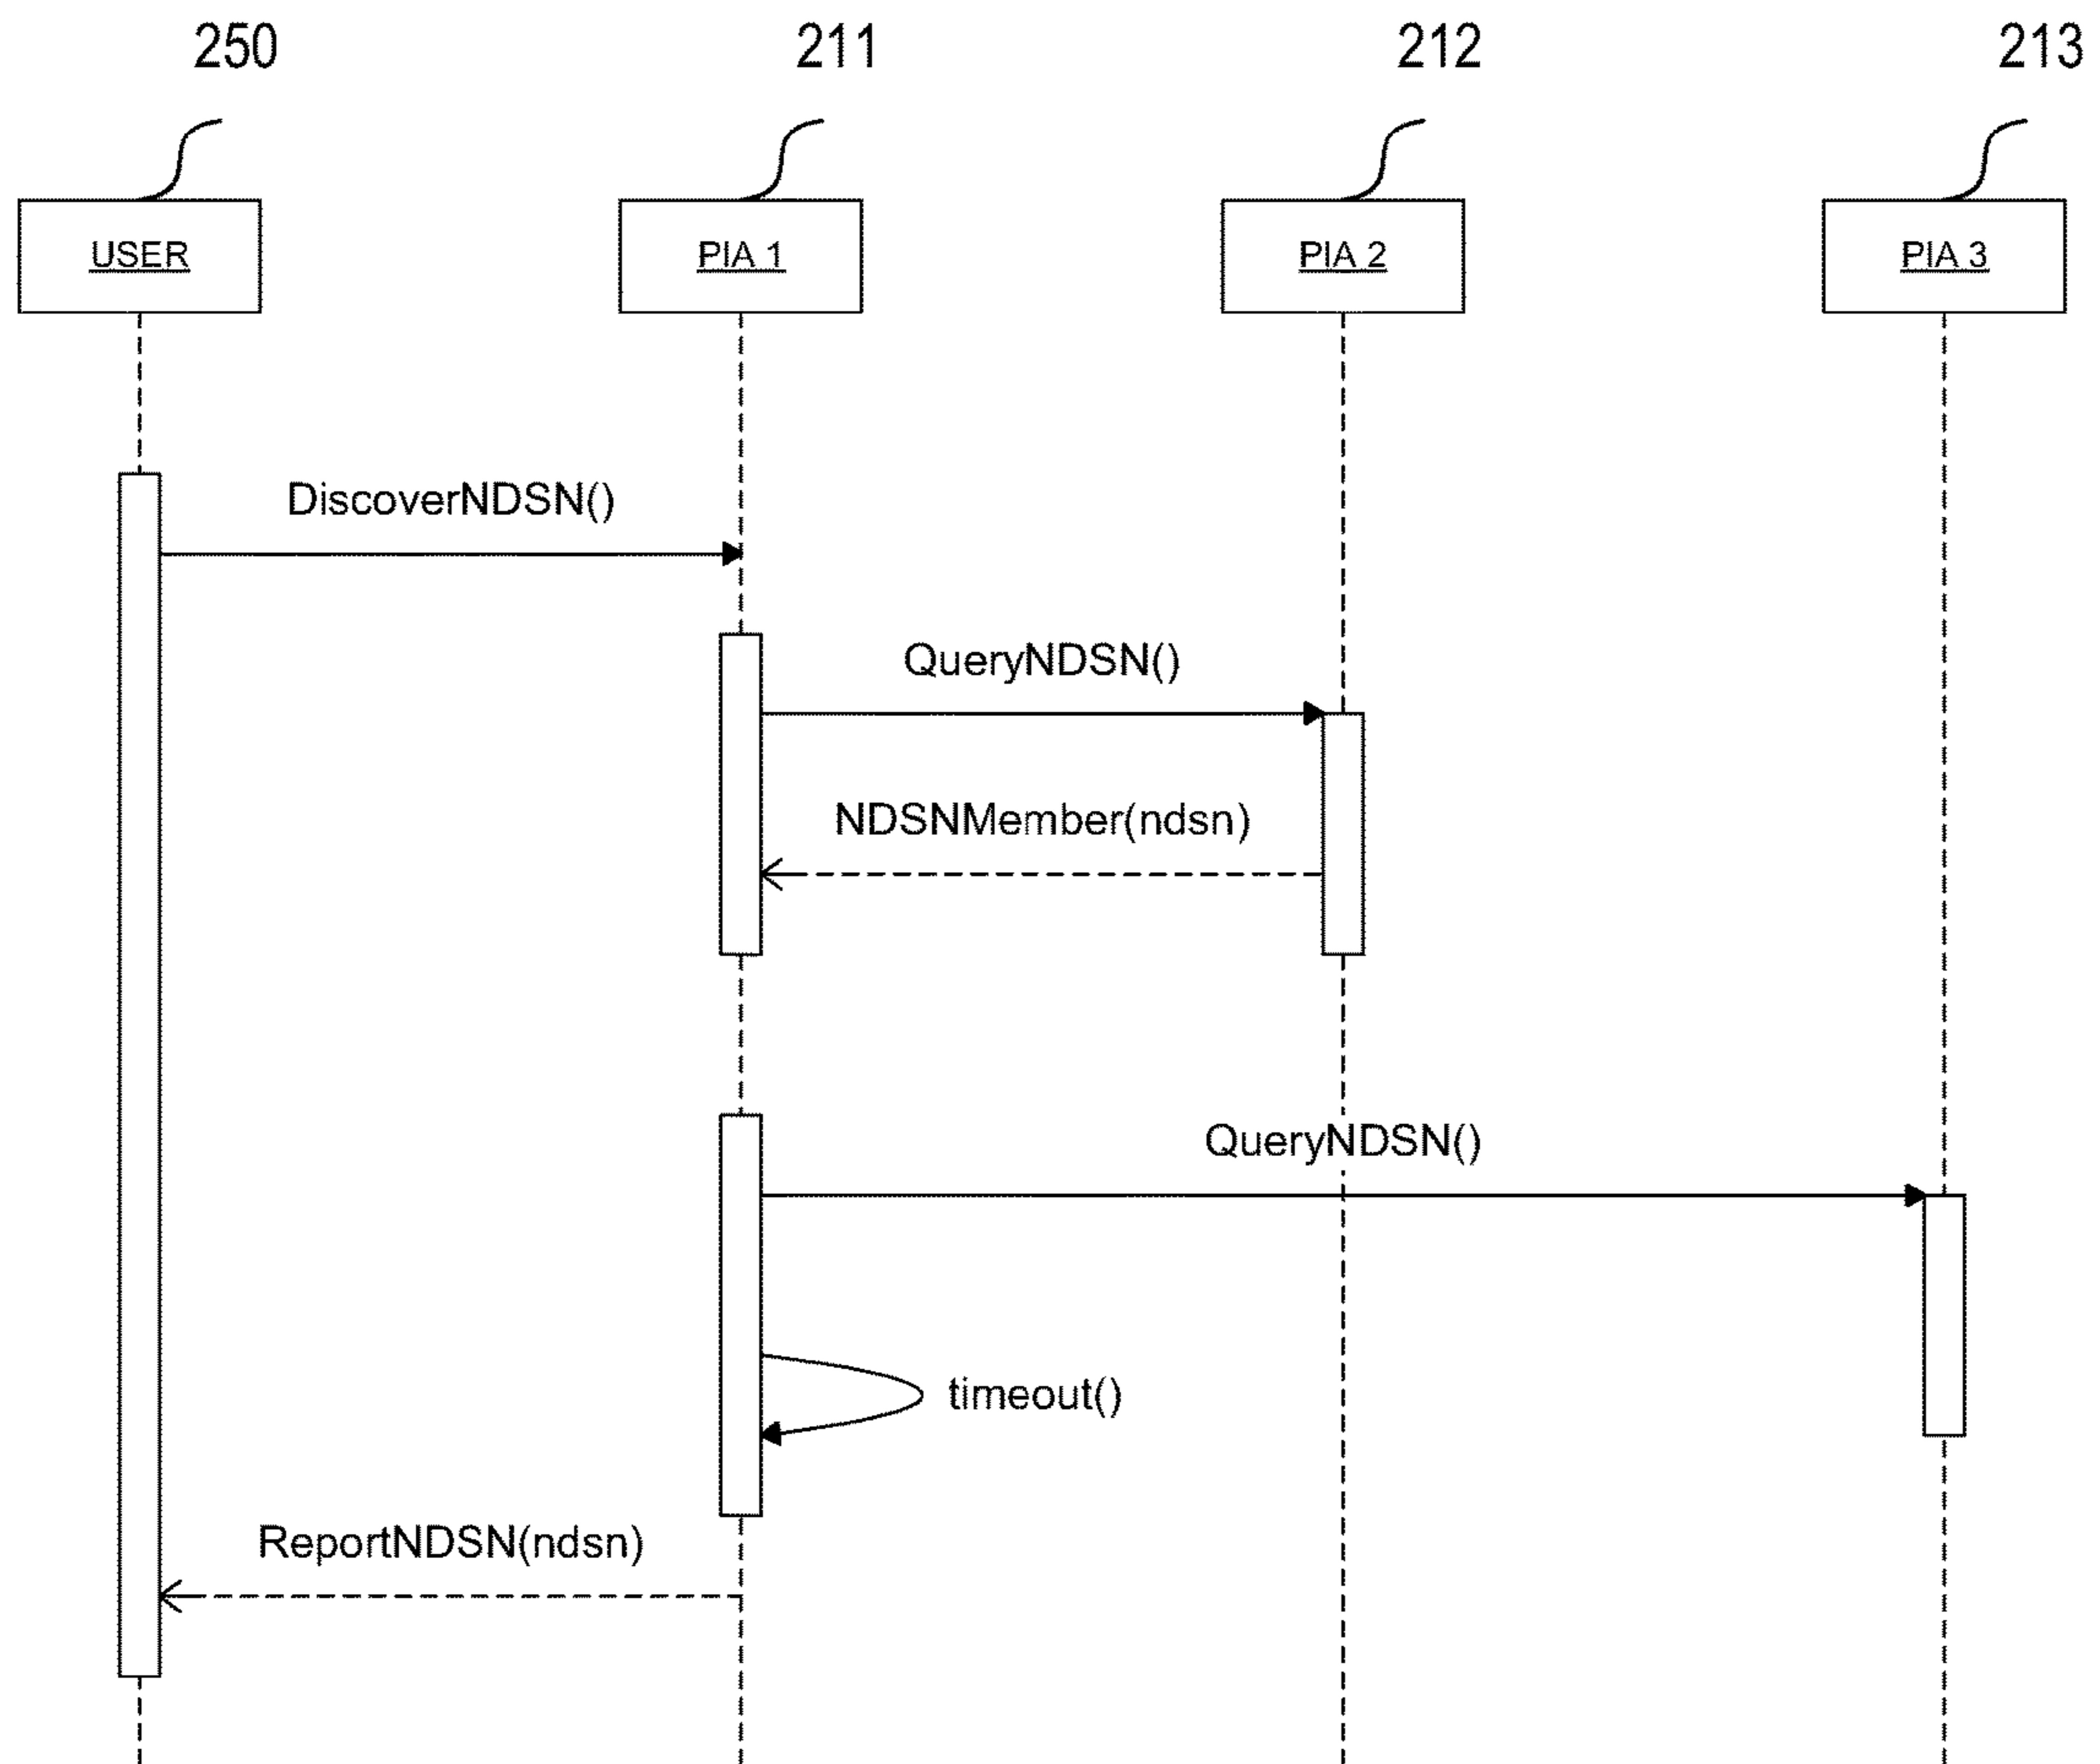 250
211
212
213
USER
PIA 1
PIA 2
PIA 3
DiscoverNDSN()
QueryNDSN()
NDSNMember(ndsn)
QueryNDSN()
timeout()
ReportNDSN(ndsn)